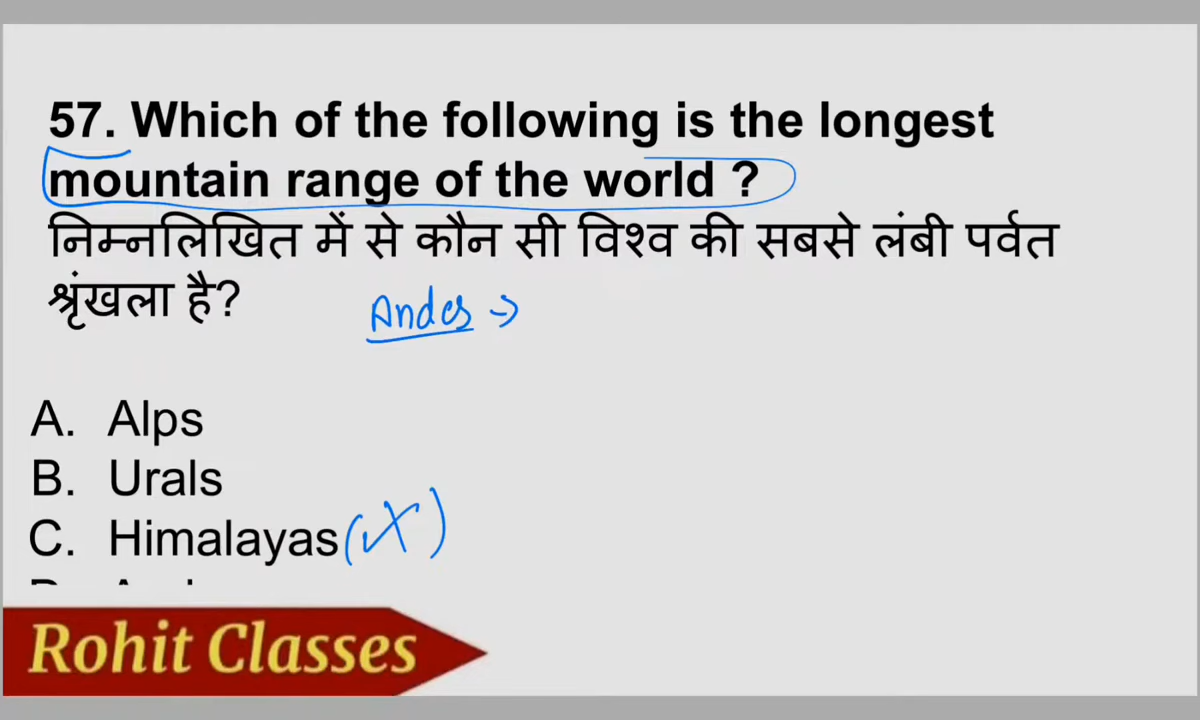 57. Which of the following is the longest
mountain range of the world ?
निम्नलिखित में से कौन सी विश्व की सबसे लंबी पर्वत
श्रृंखला है?
Andes →
A. Alps
B. Urals
C. Himalayas
Rohit Classes